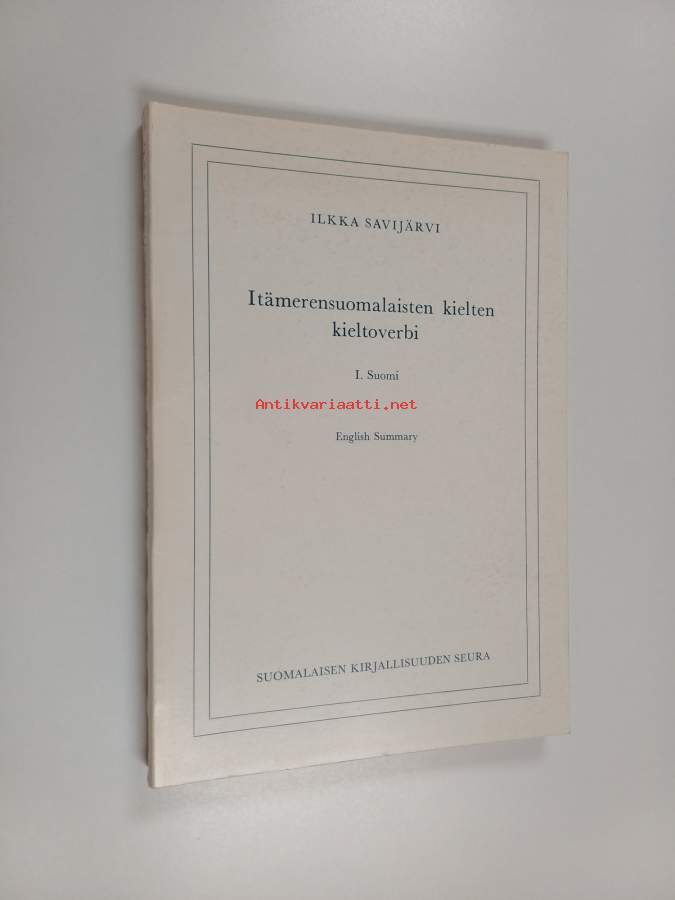 ILKKA SAVIJÄRVI
Itämerensuomalaisten kielten
kieltoverbi
I. Suomi
Antikvariaatti.net
English Summary
SUOMALAISEN KIRJALLISUUDEN SEURA